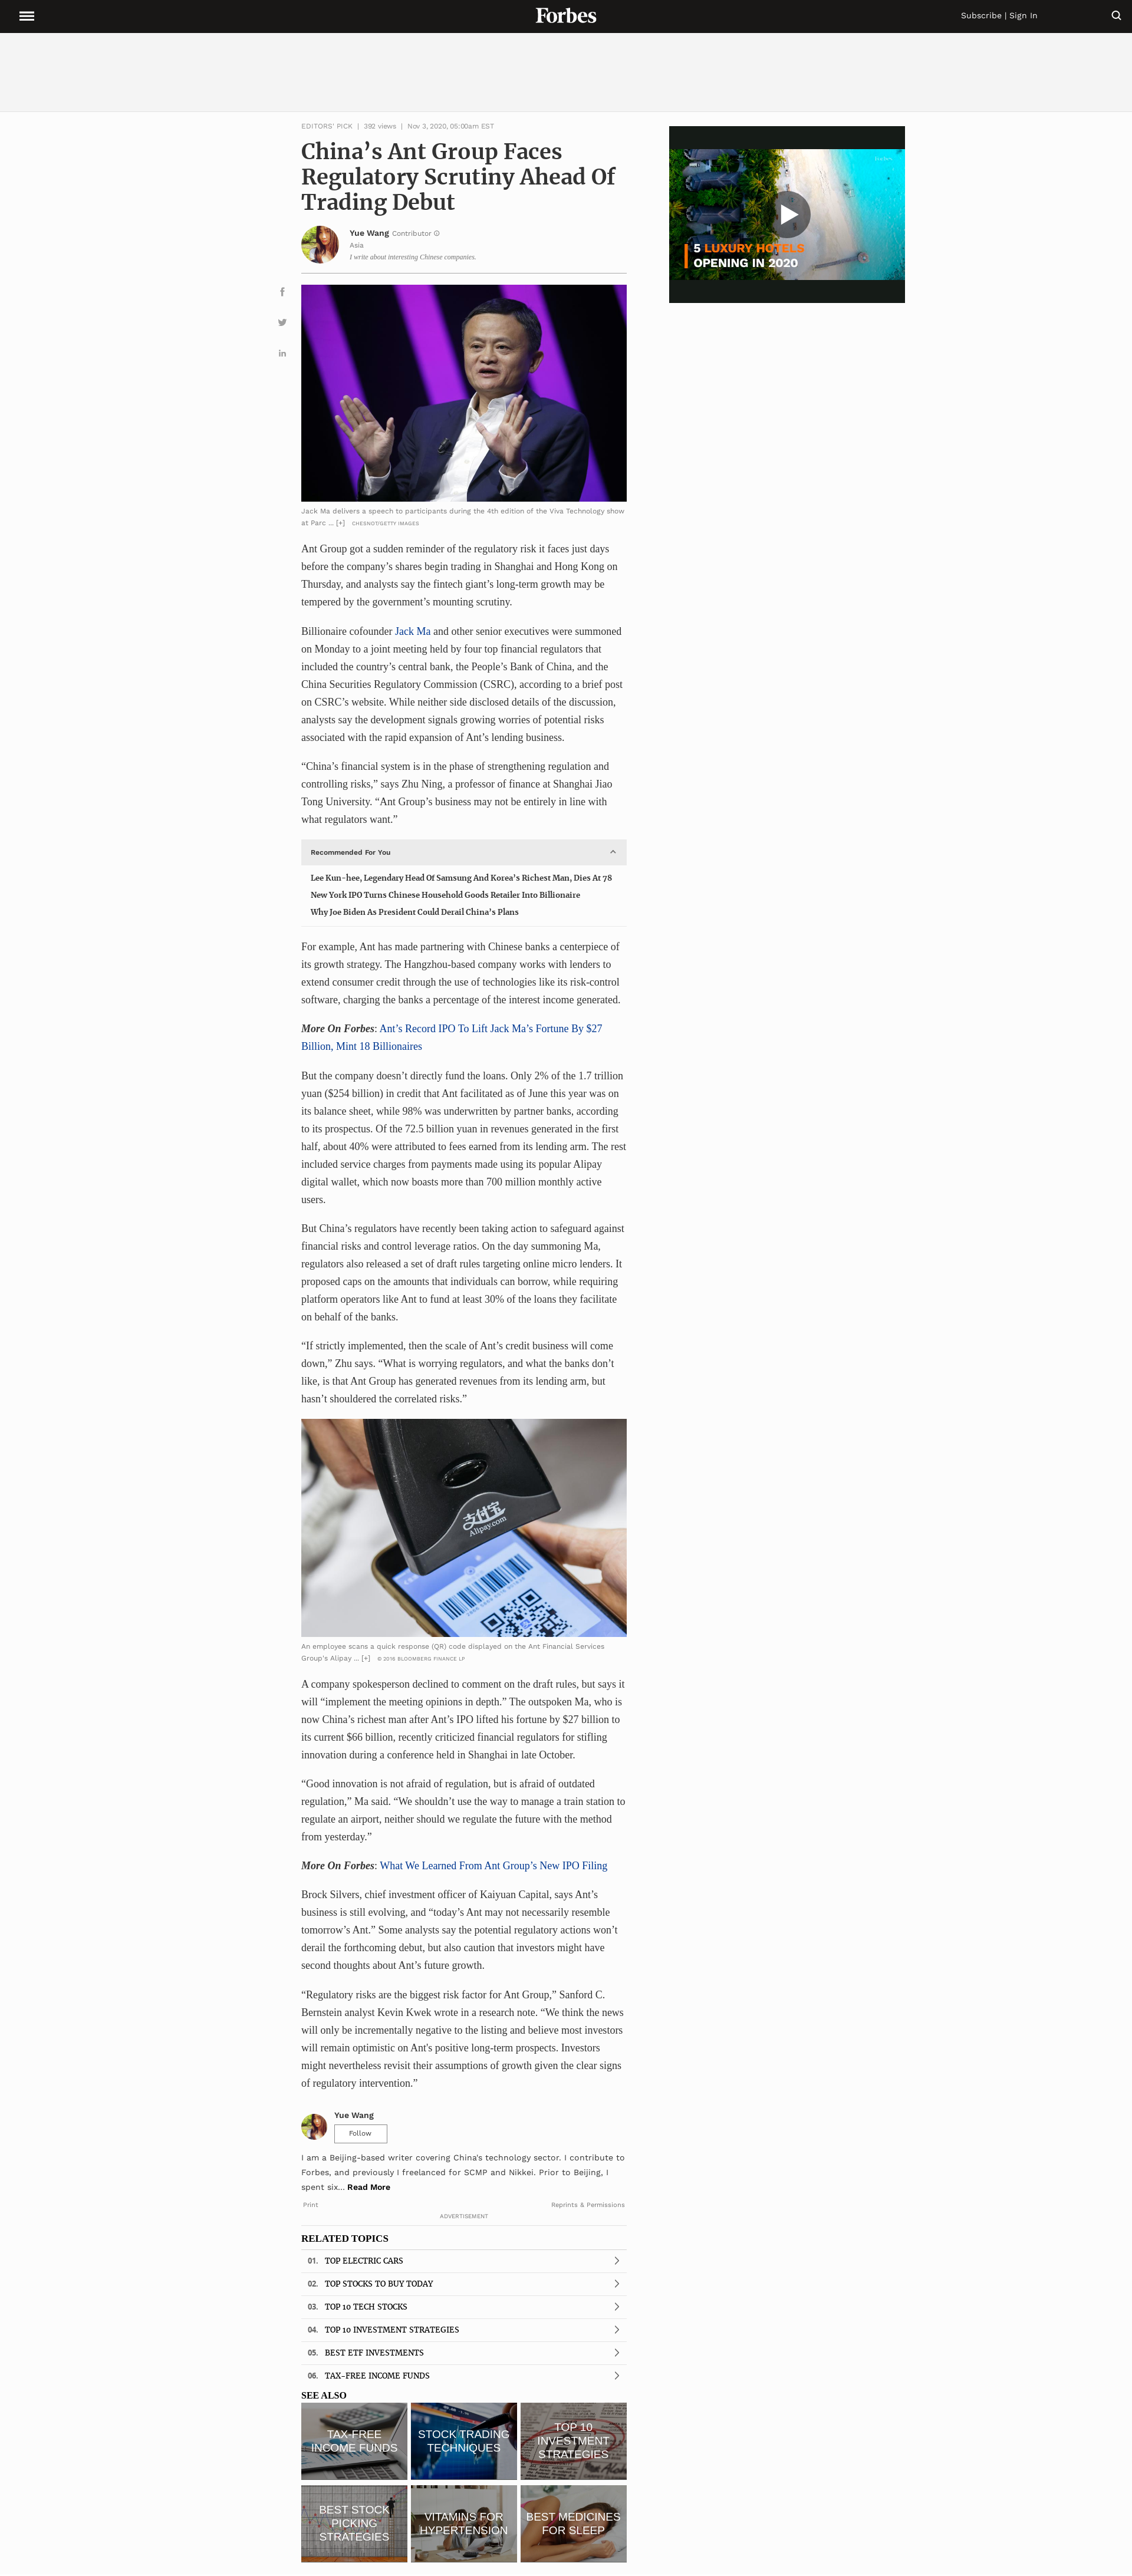 Forbes
Subscribe | Sign In
EDITORS' PICK | 392 views | Nov 3, 2020, 05:00am EST
China’s Ant Group Faces
Regulatory Scrutiny Ahead Of
Trading Debut
Yue Wang Contributor
Asia
I write about interesting Chinese companies.
Forbes
5 LUXURY HOTELS
OPENING IN 2020
Jack Ma delivers a speech to participants during the 4th edition of the Viva Technology show
at Parc ... [+] CHESNOT/GETTY IMAGES
Ant Group got a sudden reminder of the regulatory risk it faces just days
before the company’s shares begin trading in Shanghai and Hong Kong on
Thursday, and analysts say the fintech giant’s long-term growth may be
tempered by the government’s mounting scrutiny.
Billionaire cofounder Jack Ma and other senior executives were summoned
on Monday to a joint meeting held by four top financial regulators that
included the country’s central bank, the People’s Bank of China, and the
China Securities Regulatory Commission (CSRC), according to a brief post
on CSRC’s website. While neither side disclosed details of the discussion,
analysts say the development signals growing worries of potential risks
associated with the rapid expansion of Ant’s lending business.
“China’s financial system is in the phase of strengthening regulation and
controlling risks,” says Zhu Ning, a professor of finance at Shanghai Jiao
Tong University. “Ant Group’s business may not be entirely in line with
what regulators want.”
Recommended For You
Lee Kun-hee, Legendary Head Of Samsung And Korea's Richest Man, Dies At 78
New York IPO Turns Chinese Household Goods Retailer Into Billionaire
Why Joe Biden As President Could Derail China's Plans
For example, Ant has made partnering with Chinese banks a centerpiece of
its growth strategy. The Hangzhou-based company works with lenders to
extend consumer credit through the use of technologies like its risk-control
software, charging the banks a percentage of the interest income generated.
More On Forbes: Ant’s Record IPO To Lift Jack Ma’s Fortune By $27
Billion, Mint 18 Billionaires
But the company doesn’t directly fund the loans. Only 2% of the 1.7 trillion
yuan ($254 billion) in credit that Ant facilitated as of June this year was on
its balance sheet, while 98% was underwritten by partner banks, according
to its prospectus. Of the 72.5 billion yuan in revenues generated in the first
half, about 40% were attributed to fees earned from its lending arm. The rest
included service charges from payments made using its popular Alipay
digital wallet, which now boasts more than 700 million monthly active
users.
But China’s regulators have recently been taking action to safeguard against
financial risks and control leverage ratios. On the day summoning Ma,
regulators also released a set of draft rules targeting online micro lenders. It
proposed caps on the amounts that individuals can borrow, while requiring
platform operators like Ant to fund at least 30% of the loans they facilitate
on behalf of the banks.
“If strictly implemented, then the scale of Ant’s credit business will come
down,” Zhu says. “What is worrying regulators, and what the banks don’t
like, is that Ant Group has generated revenues from its lending arm, but
hasn’t shouldered the correlated risks.”
支付宝
Alipay.com
An employee scans a quick response (QR) code displayed on the Ant Financial Services
Group's Alipay ... [+] © 2016 BLOOMBERG FINANCE LP
A company spokesperson declined to comment on the draft rules, but says it
will “implement the meeting opinions in depth.” The outspoken Ma, who is
now China’s richest man after Ant’s IPO lifted his fortune by $27 billion to
its current $66 billion, recently criticized financial regulators for stifling
innovation during a conference held in Shanghai in late October.
“Good innovation is not afraid of regulation, but is afraid of outdated
regulation,” Ma said. “We shouldn’t use the way to manage a train station to
regulate an airport, neither should we regulate the future with the method
from yesterday.”
More On Forbes: What We Learned From Ant Group’s New IPO Filing
Brock Silvers, chief investment officer of Kaiyuan Capital, says Ant’s
business is still evolving, and “today’s Ant may not necessarily resemble
tomorrow’s Ant.” Some analysts say the potential regulatory actions won’t
derail the forthcoming debut, but also caution that investors might have
second thoughts about Ant’s future growth.
“Regulatory risks are the biggest risk factor for Ant Group,” Sanford C.
Bernstein analyst Kevin Kwek wrote in a research note. “We think the news
will only be incrementally negative to the listing and believe most investors
will remain optimistic on Ant's positive long-term prospects. Investors
might nevertheless revisit their assumptions of growth given the clear signs
of regulatory intervention.”
Yue Wang
Follow
I am a Beijing-based writer covering China's technology sector. I contribute to
Forbes, and previously I freelanced for SCMP and Nikkei. Prior to Beijing, I
spent six... Read More
Print
Reprints & Permissions
ADVERTISEMENT
RELATED TOPICS
01. TOP ELECTRIC CARS
02. TOP STOCKS TO BUY TODAY
03. TOP 10 TECH STOCKS
04. TOP 10 INVESTMENT STRATEGIES
05. BEST ETF INVESTMENTS
06. TAX-FREE INCOME FUNDS
SEE ALSO
TAX-FREE
INCOME FUNDS
STOCK TRADING
TECHNIQUES
TOP 10
INVESTMENT
STRATEGIES
BEST STOCK
PICKING
STRATEGIES
VITAMINS FOR
HYPERTENSION
BEST MEDICINES
FOR SLEEP